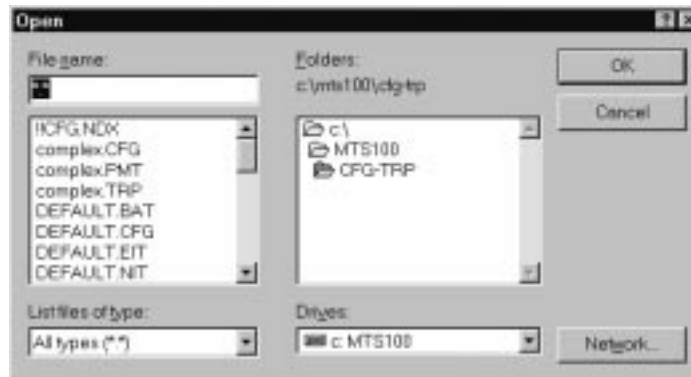 Open
File name:
*.*
!!CFG.NDX
complex.CFG
complex.PMT
complex.TRP
DEFAULT.BAT
DEFAULT.CFG
DEFAULT.EIT
DEFAULT.NIT
List files of type:
All types (*.*)
Folders:
c:\mts100\cfg-trp
c:\
MTS100
CFG-TRP
Drives:
c: MTS100
OK
Cancel
Network...